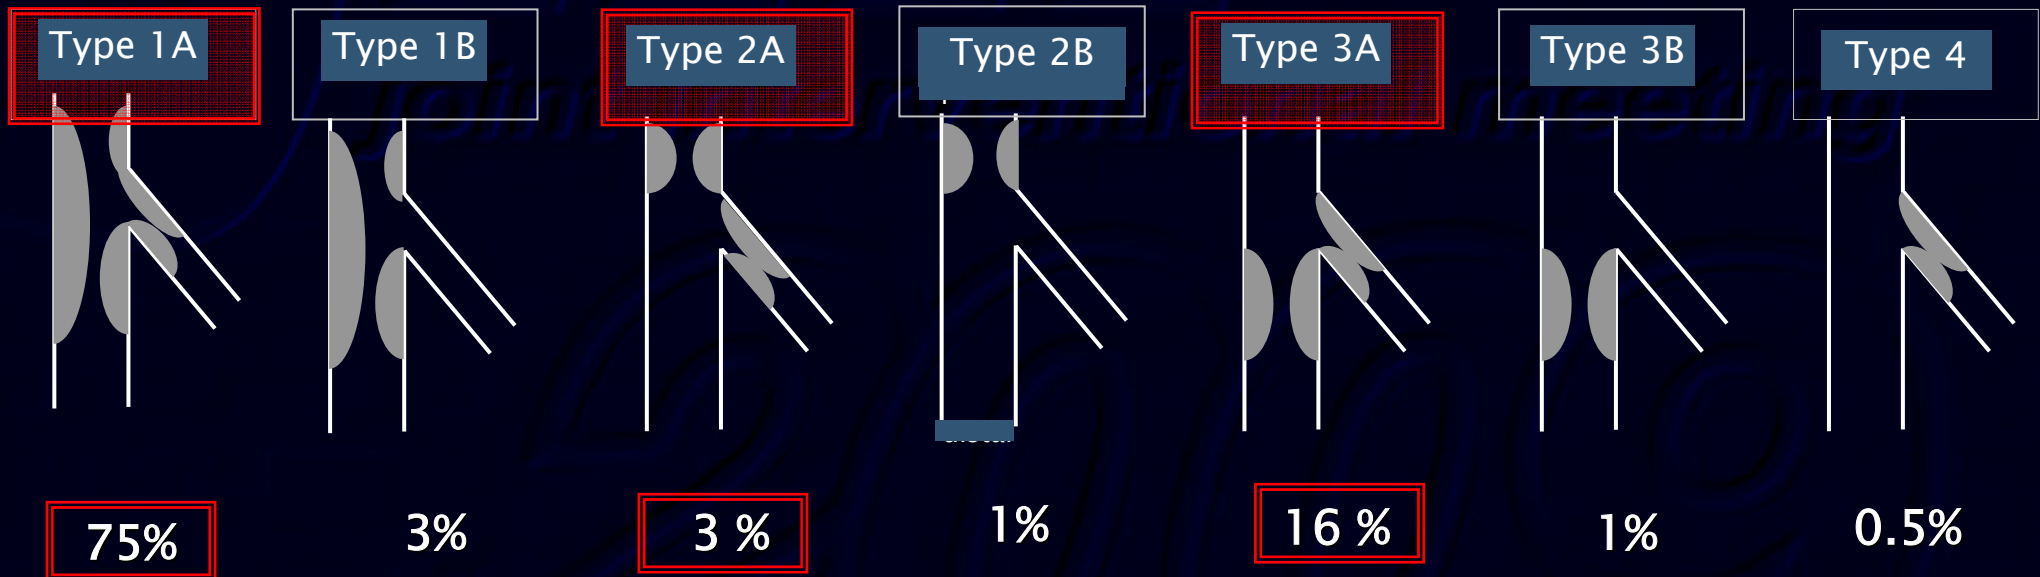 Type 1A
Type 1B
Type 2A
Type 2B
Type 3A
Type 3B
Type 4
75%
3%
3 %
1%
16 %
1%
0.5%